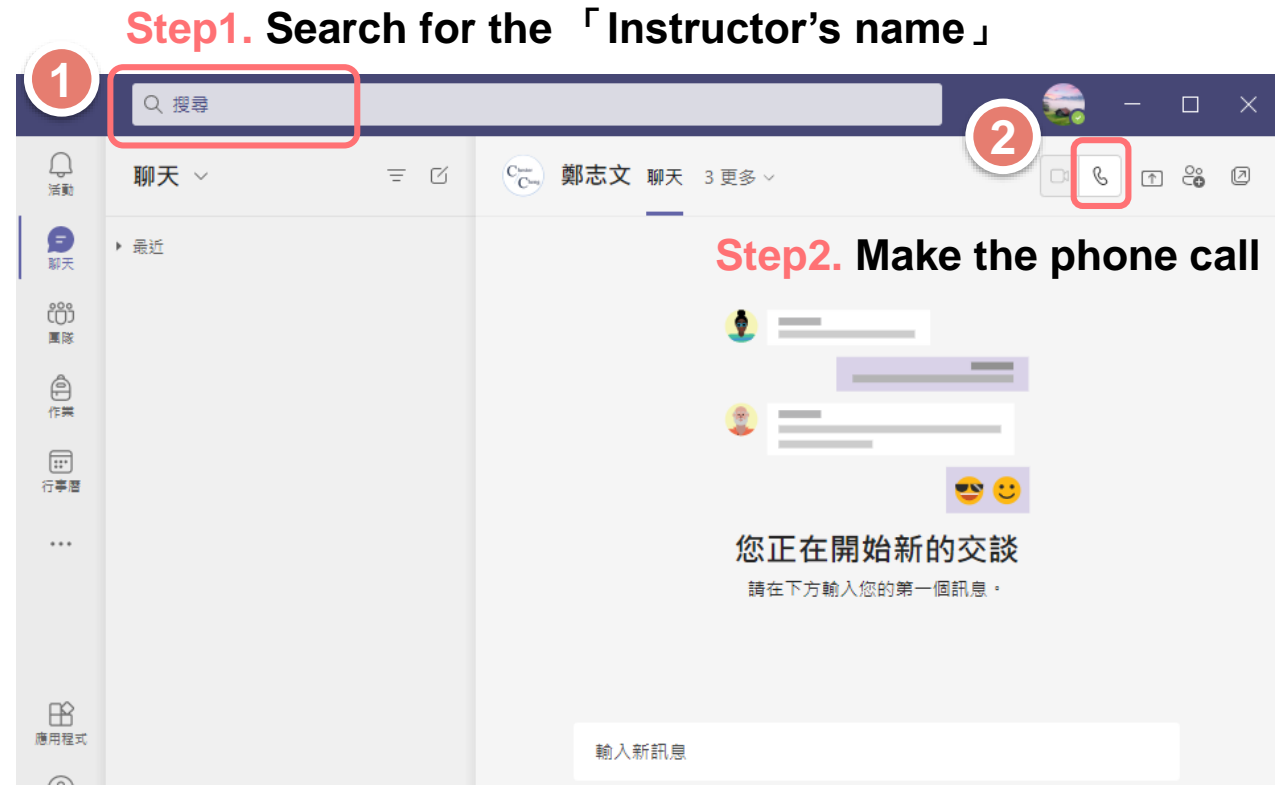 Step1. Search for the 「Instructor’s name」
1
搜尋
2
活動
聊天
Chester Cheng
鄭志文 聊天 3 更多
聊天
最近
Step2. Make the phone call
團隊
作業
行事曆
...
您正在開始新的交談
請在下方輸入您的第一個訊息。
應用程式
輸入新訊息